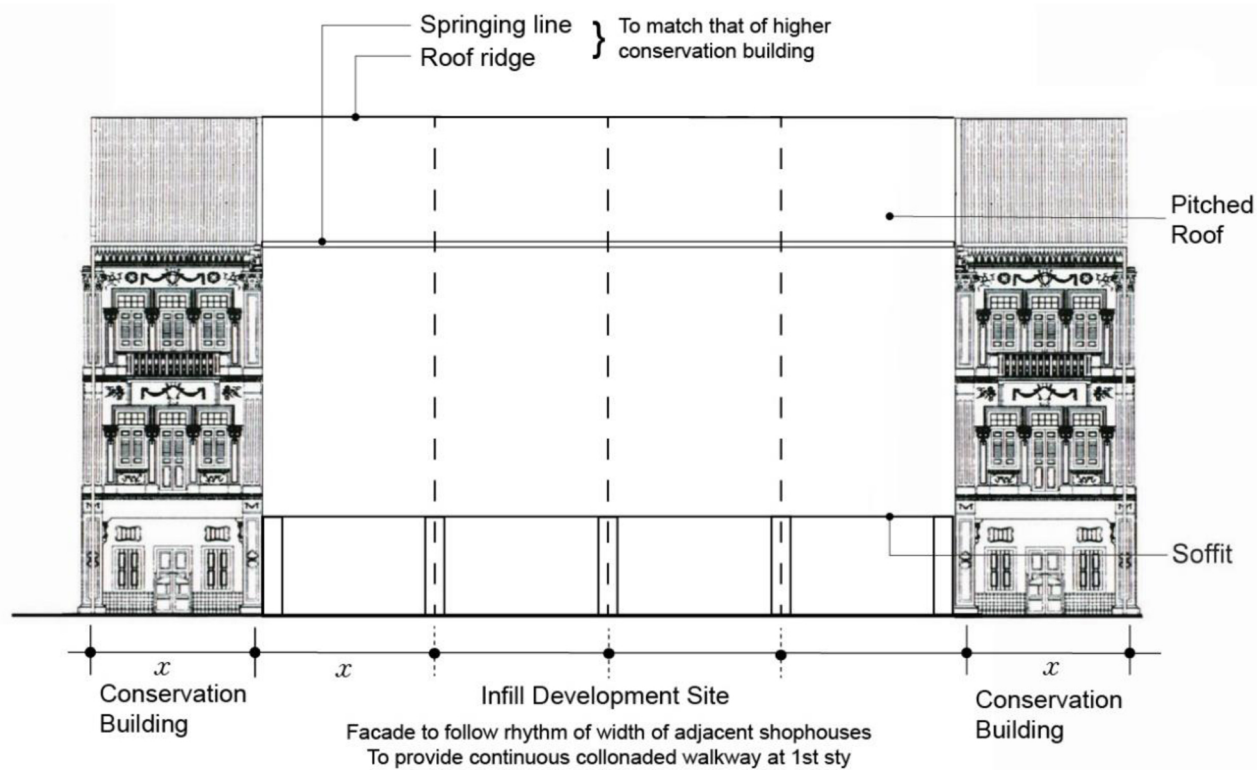 Springing line
Roof ridge
}
To match that of higher
conservation building
Pitched
Roof
Soffit
x
x
x
Conservation
Building
Infill Development Site
Conservation
Building
Facade to follow rhythm of width of adjacent shophouses
To provide continuous collonaded walkway at 1st sty